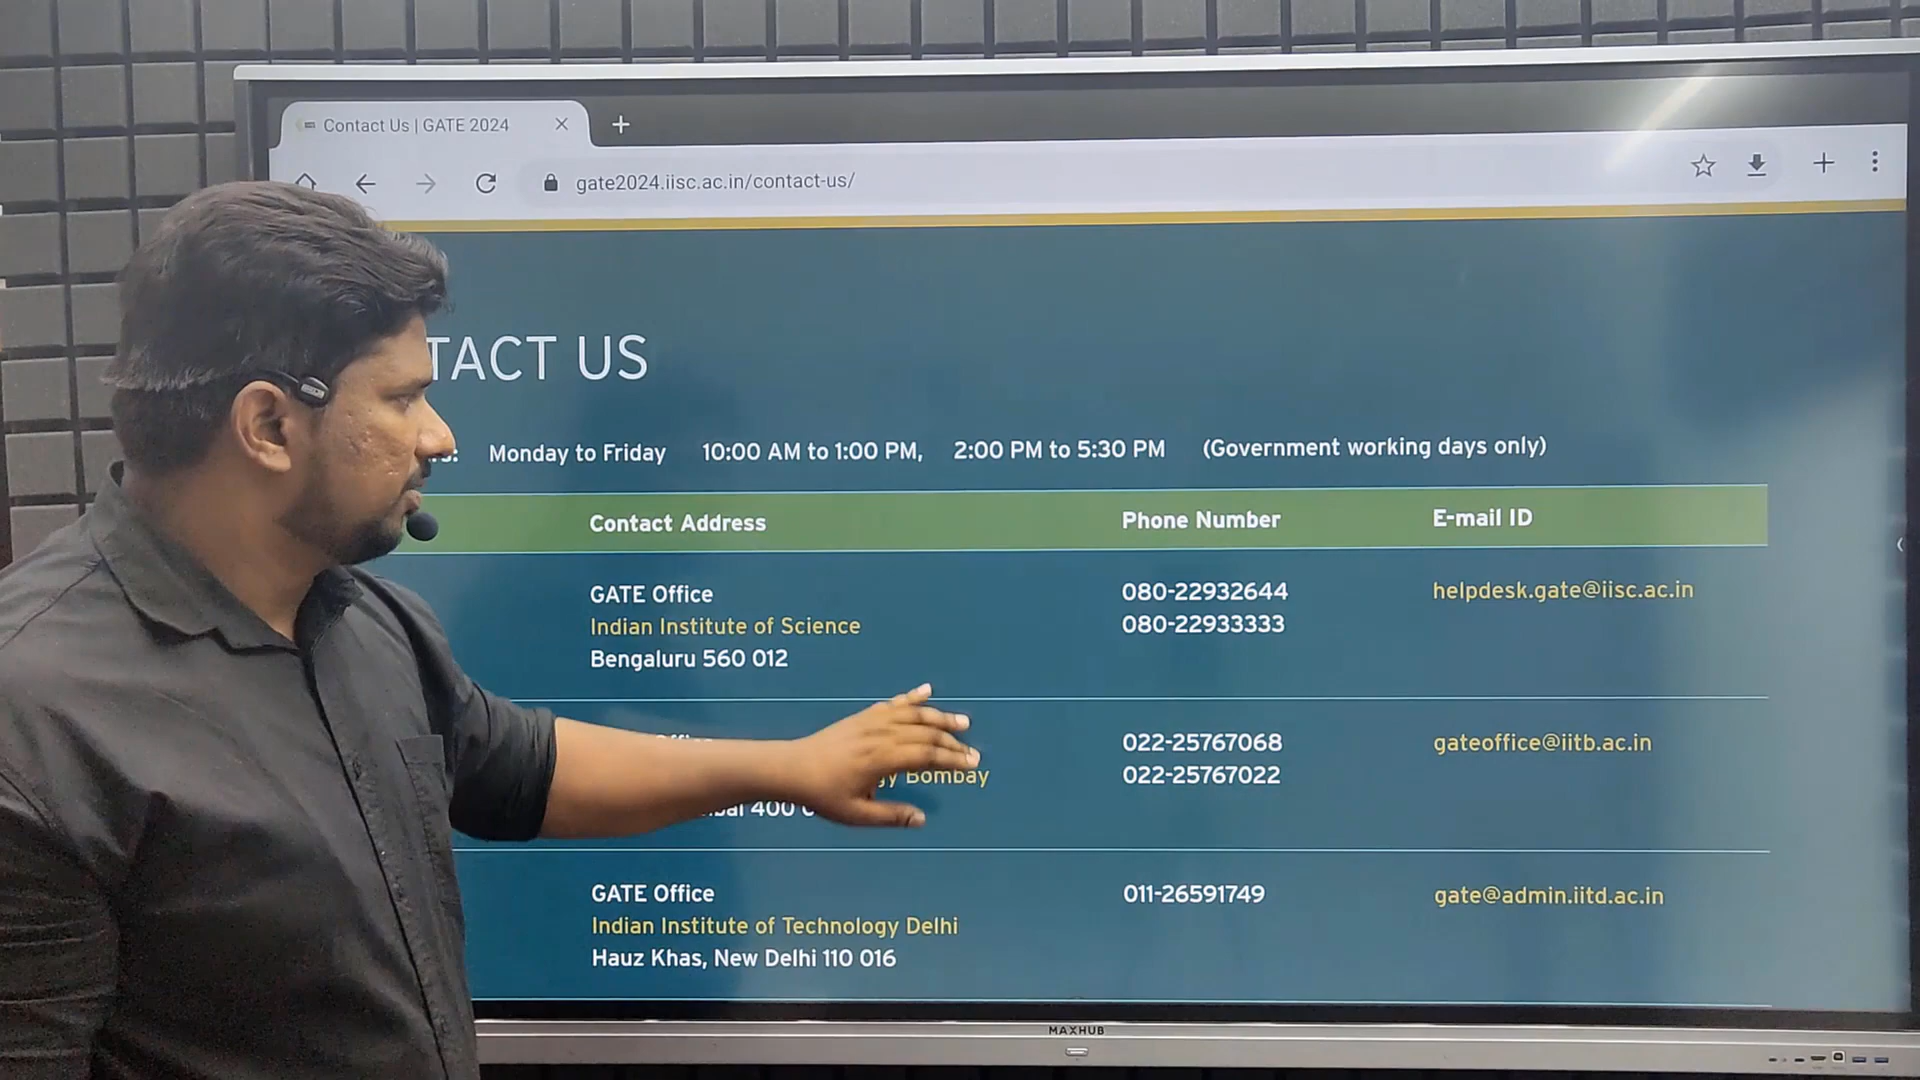 Contact Us | GATE 2024
gate2024.iisc.ac.in/contact-us/
TACT US
Monday to Friday 10:00 AM to 1:00 PM, 2:00 PM to 5:30 PM (Government working days only)
Contact Address Phone Number E-mail ID
GATE Office 080-22932644 helpdesk.gate@iisc.ac.in
Indian Institute of Science 080-22933333
Bengaluru 560 012
022-25767068 gateoffice@iitb.ac.in
Bombay 022-25767022
400
GATE Office 011-26591749 gate@admin.iitd.ac.in
Indian Institute of Technology Delhi
Hauz Khas, New Delhi 110 016
MAXHUB